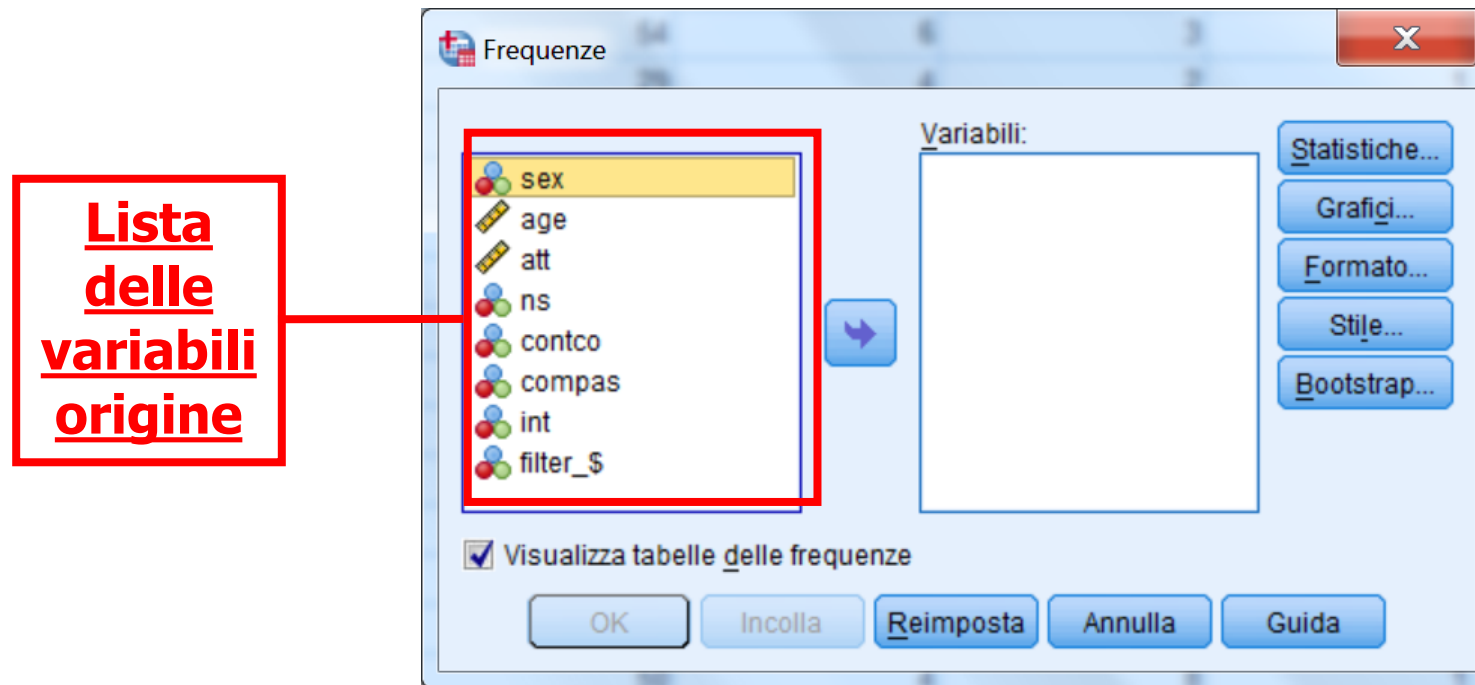 Frequenze
Lista
delle
variabili
origine
sex
age
att
ns
contco
compas
int
filter_$
Variabili:
Statistiche...
Grafici...
Formato...
Stile...
Bootstrap...
Visualizza tabelle delle frequenze
OK
Incolla
Reimposta
Annulla
Guida